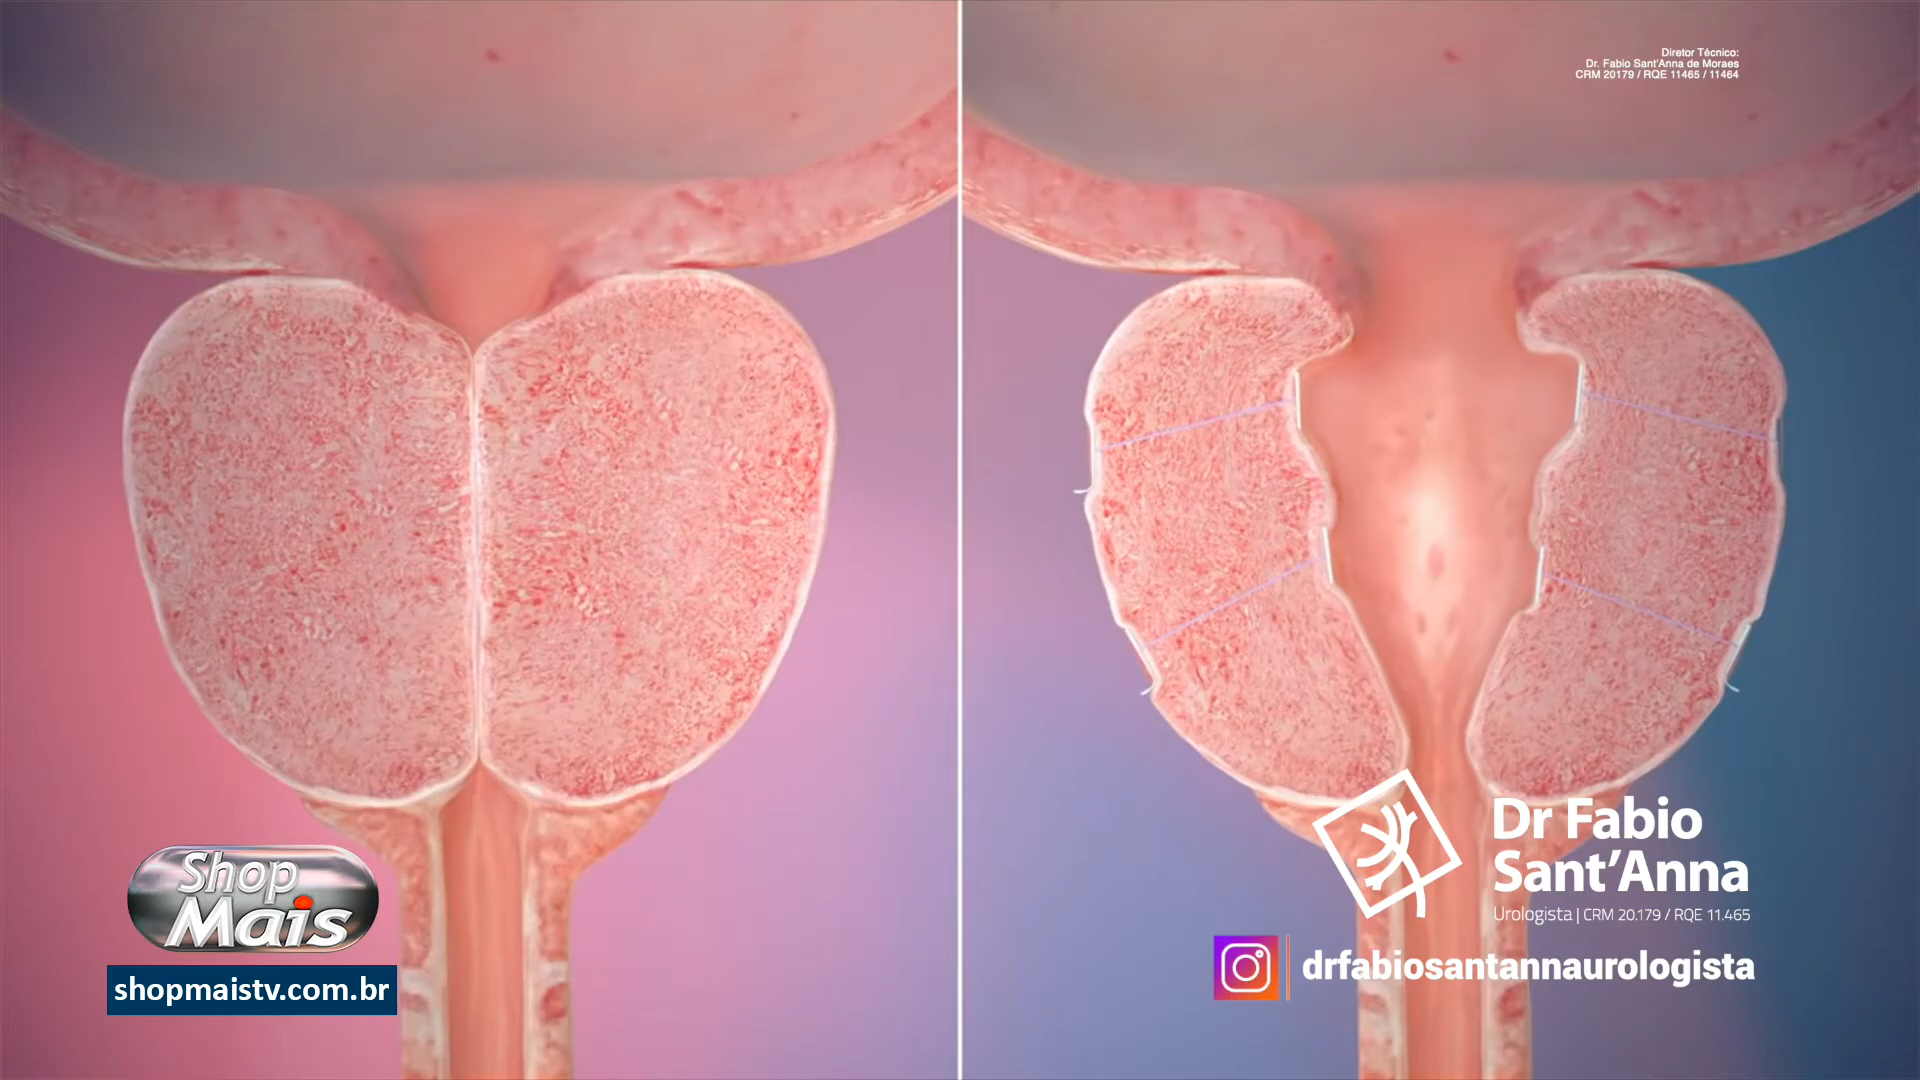 Diretor Técnico:
Dr. Fabio Sant'Anna de Moraes
CRM 20179 / RQE 11465 / 11464
Shop
Mais
shopmaistv.com.br
Dr Fabio
Sant'Anna
Urologista | CRM 20.179 / RQE 11.465
drfabiosantannaurologista